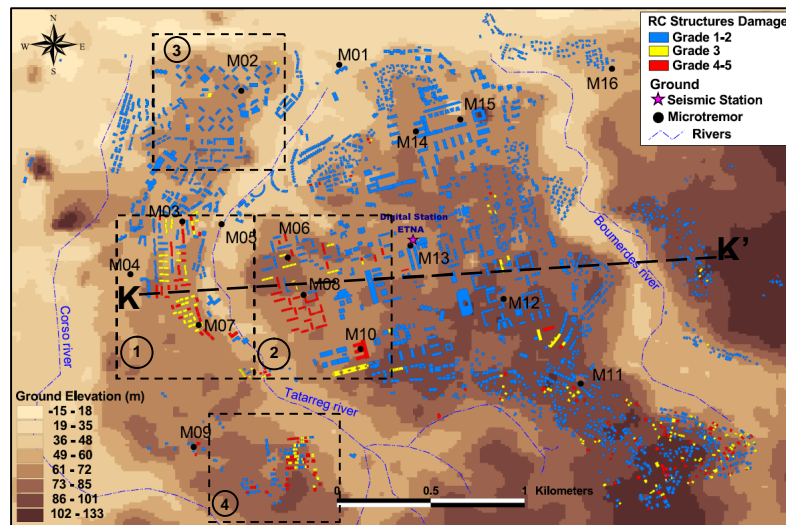 N
W
E
S
3
M02
M01
M16
RC Structures Damage
Grade 1-2
Grade 3
Grade 4-5
Ground
Seismic Station
Microtremor
Rivers
M15
M14
M03
M05
M06
Digital Station
ETNA
M13
Boumerdes river
M04
K
K'
M08
M12
Corso river
M07
M10
1
2
M11
Tatarreg river
Ground Elevation (m)
-15 - 18
19 - 35
36 - 48
49 - 60
61 - 72
73 - 85
86 - 101
102 - 133
M09
4
0
0.5
1
Kilometers